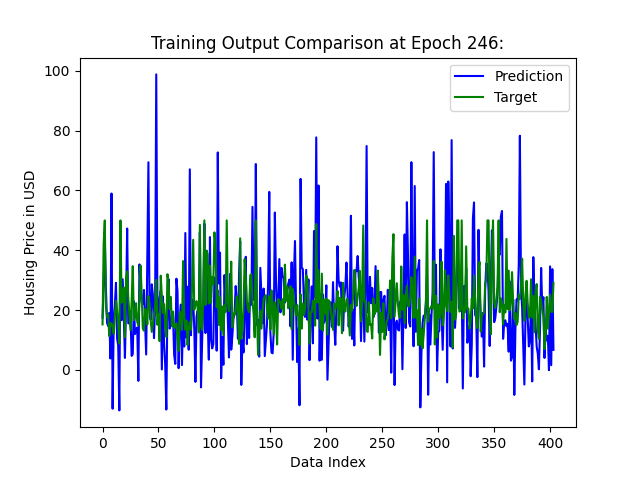 Training Output Comparison at Epoch 246:
Prediction
Target
100
80
60
40
20
0
Housing Price in USD
0 50 100 150 200 250 300 350 400
Data Index